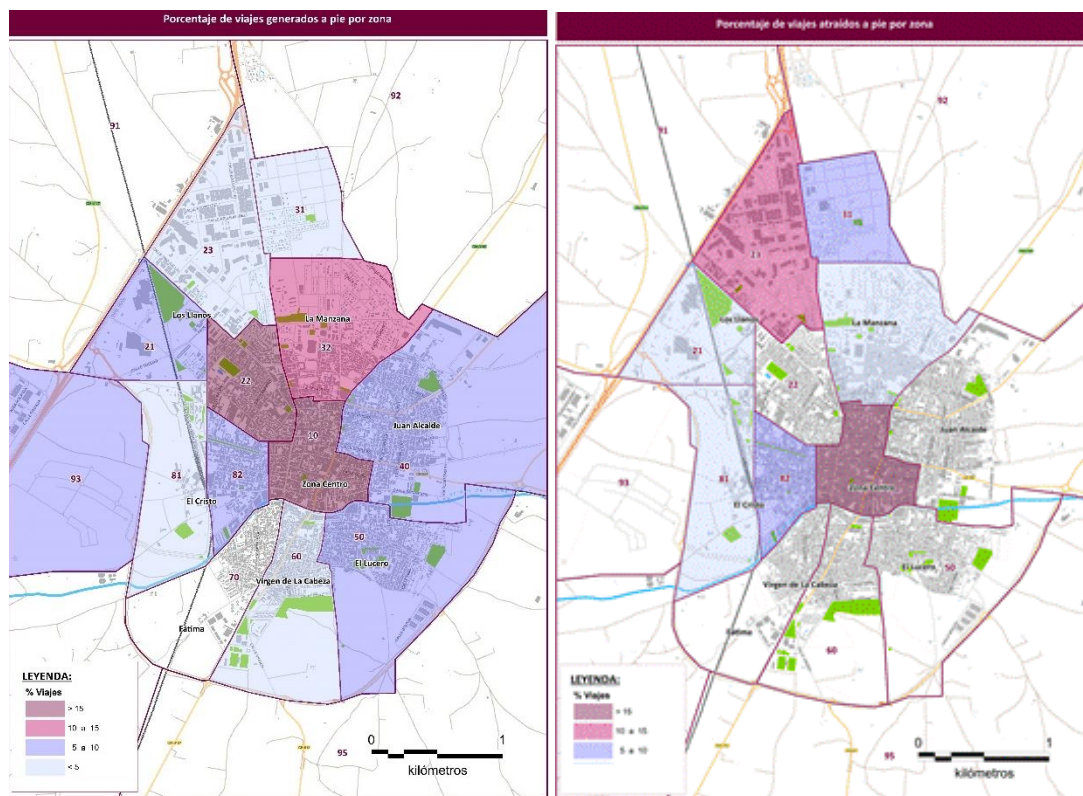 Porcentaje de viajes generados a pie por zona
92
91
31
23
Los Llanos
La Manzana
32
21
22
Juan Alcaide
10
40
93
81
82
Zona Centro
El Cristo
50
60
El Lucero
70
Virgen de La Cabeza
Fátima
LEYENDA:
% Viajes
> 15
10 a 15
5 a 10
< 5
0 1
kilómetros
95
Porcentaje de viajes atraídos a pie por zona
92
91
31
23
Los Llanos
La Manzana
21
22
Juan Alcaide
93
81
82
Zona Centro
El Cristo
El Lucero
50
Virgen de La Cabeza
Fátima
60
LEYENDA:
% Viajes
> 15
10 a 15
5 a 10
0 1
kilómetros
95